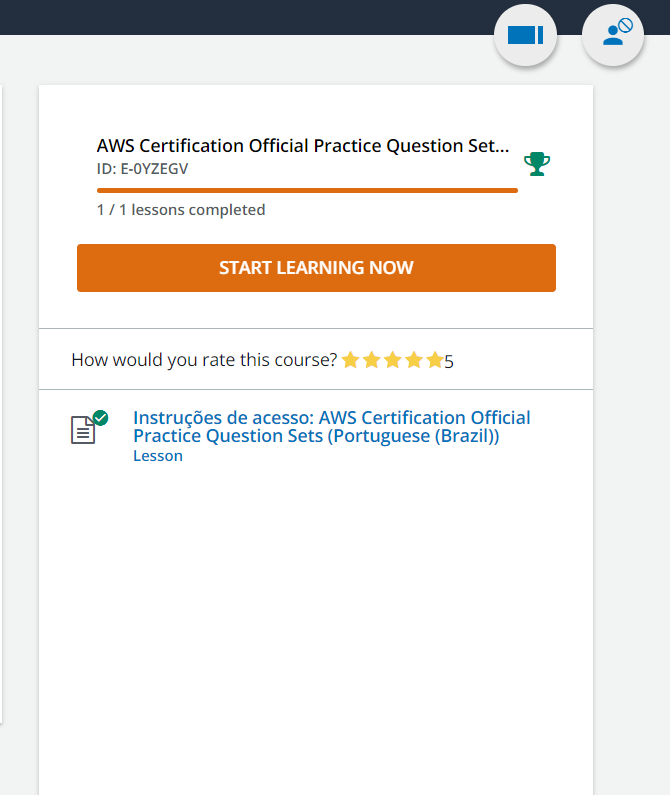 AWS Certification Official Practice Question Set...
ID: E-0YZEGV
1 / 1 lessons completed
START LEARNING NOW
How would you rate this course? 5
Instruções de acesso: AWS Certification Official
Practice Question Sets (Portuguese (Brazil))
Lesson